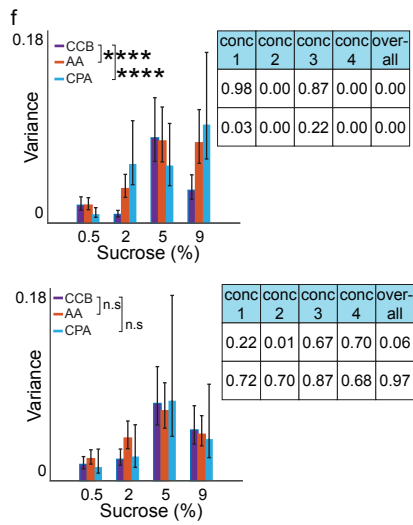 f
0.18
0
Variance
CCB
AA
CPA
****
****
0.5 2 5 9
Sucrose (%)
conc 1 conc 2 conc 3 conc 4 over-all
0.98 0.00 0.87 0.00 0.00
0.03 0.00 0.22 0.00 0.00
0.18
0
Variance
CCB
AA
CPA
n.s
n.s
0.5 2 5 9
Sucrose (%)
conc 1 conc 2 conc 3 conc 4 over-all
0.22 0.01 0.67 0.70 0.06
0.72 0.70 0.87 0.68 0.97